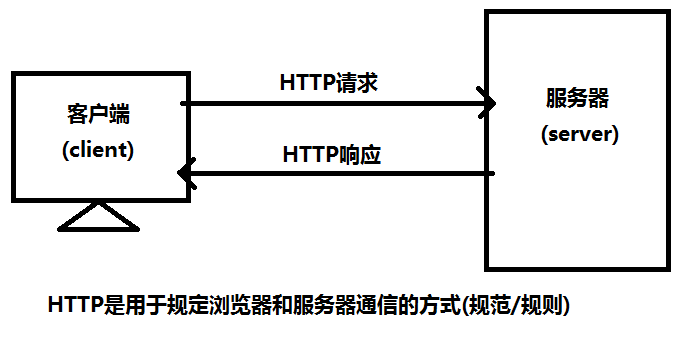 HTTP请求
客户端
(client)
服务器
(server)
HTTP响应
HTTP是用于规定浏览器和服务器通信的方式(规范/规则)